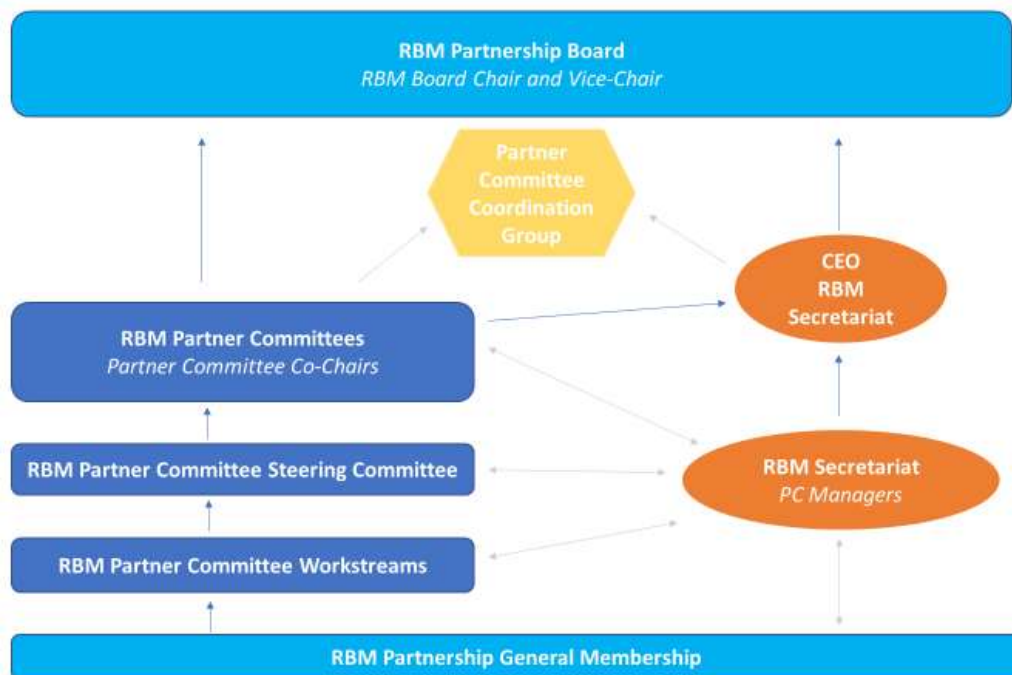 RBM Partnership Board
RBM Board Chair and Vice-Chair
Partner
Committee
Coordination
Group
CEO
RBM
Secretariat
RBM Partner Committees
Partner Committee Co-Chairs
RBM Partner Committee Steering Committee
RBM Secretariat
PC Managers
RBM Partner Committee Workstreams
RBM Partnership General Membership